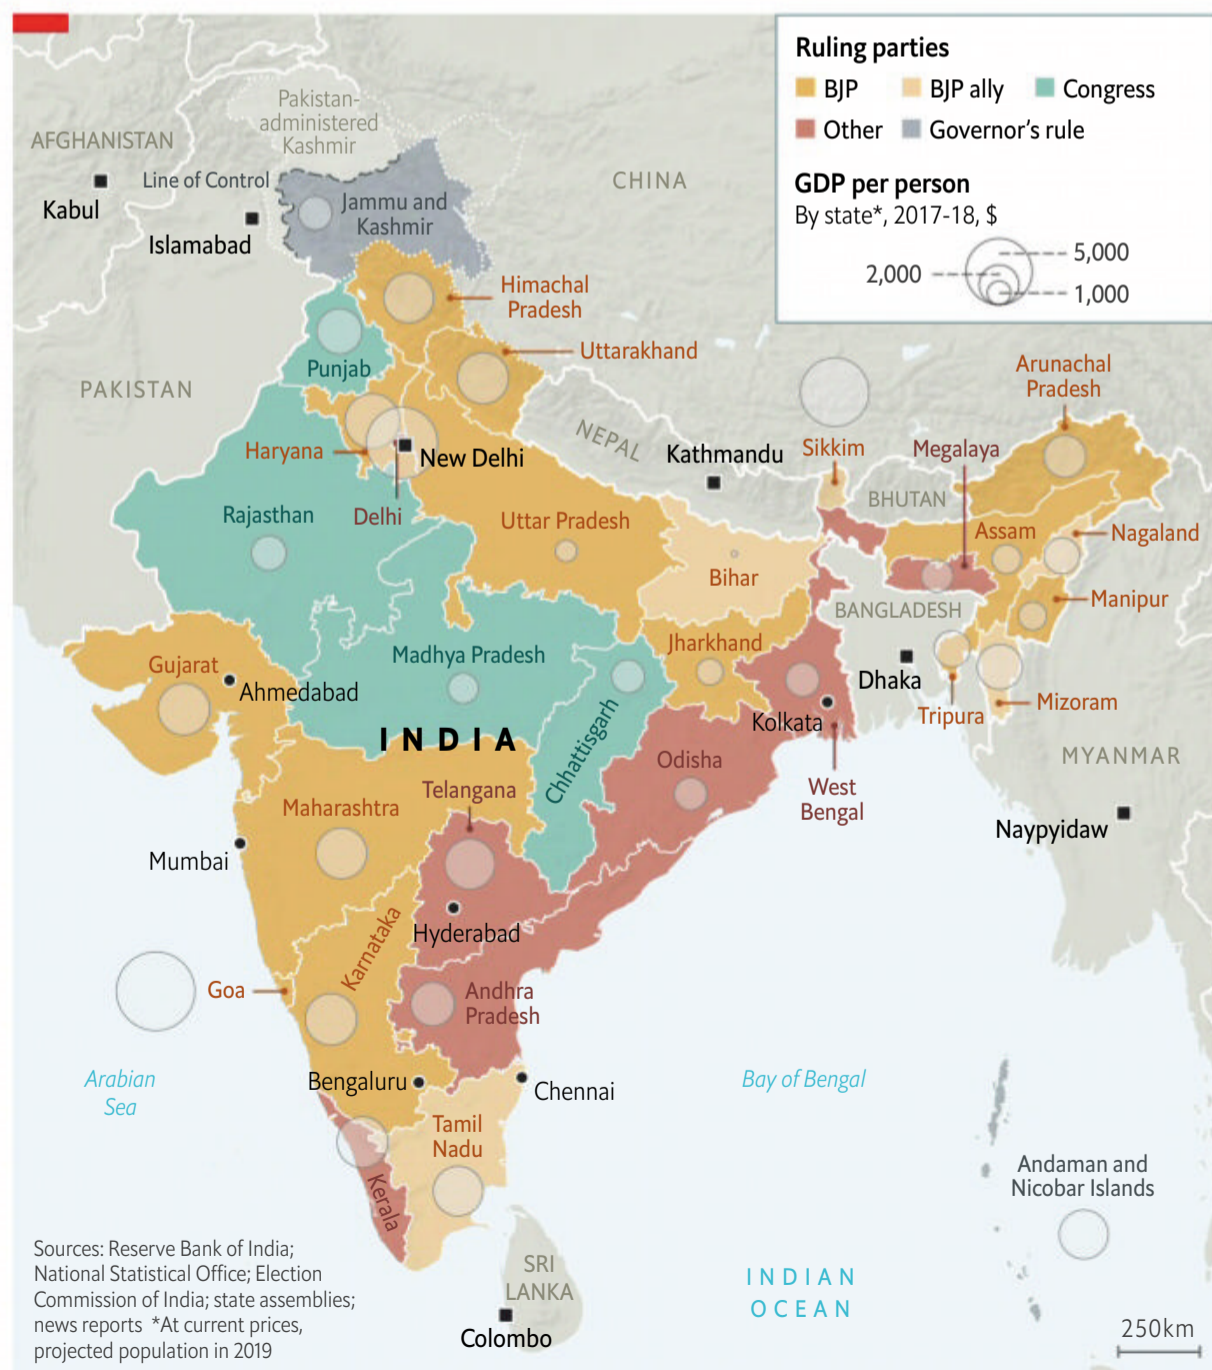 Ruling parties
BJP
BJP ally
Congress
Other
Governor's rule
GDP per person
By state*, 2017-18, $
5,000
2,000
1,000
Pakistan-
administered
Kashmir
AFGHANISTAN
Kabul
Line of Control
Islamabad
Jammu and
Kashmir
CHINA
Himachal
Pradesh
Uttarakhand
PAKISTAN
Punjab
Haryana
New Delhi
Delhi
NEPAL
Kathmandu
Sikkim
Megalaya
Arunachal
Pradesh
BHUTAN
Rajasthan
Uttar Pradesh
Assam
Nagaland
Bihar
BANGLADESH
Manipur
Gujarat
Ahmedabad
Madhya Pradesh
Jharkhand
Dhaka
Kolkata
Tripura
Mizoram
INDIA
Chhattisgarh
Odisha
West
Bengal
MYANMAR
Naypyidaw
Maharashtra
Telangana
Mumbai
Hyderabad
Karnataka
Goa
Andhra
Pradesh
Arabian
Sea
Bengaluru
Chennai
Bay of Bengal
Tamil
Nadu
Kerala
Andaman and
Nicobar Islands
SRI
LANKA
Colombo
INDIAN
OCEAN
Sources: Reserve Bank of India;
National Statistical Office; Election
Commission of India; state assemblies;
news reports *At current prices,
projected population in 2019
250km